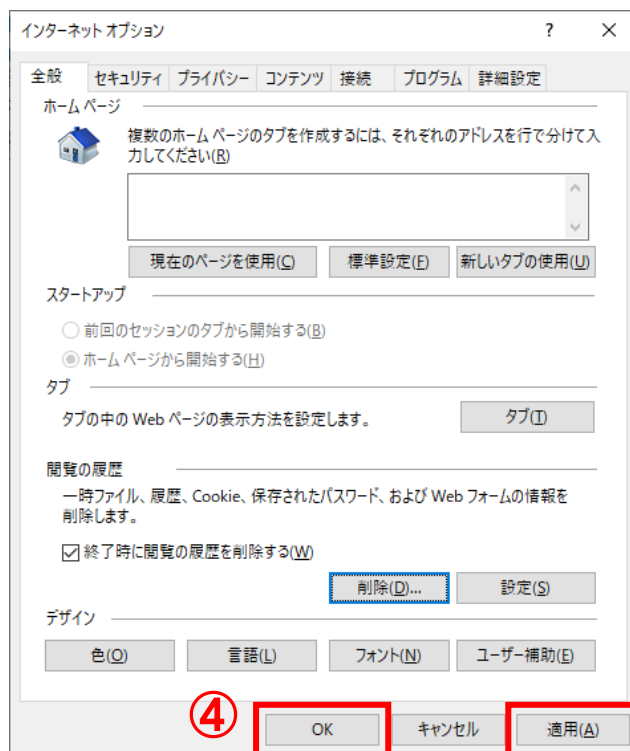 インターネット オプション ? ×
全般 セキュリティ プライバシー コンテンツ 接続 プログラム 詳細設定
ホーム ページ
複数のホーム ページのタブを作成するには、それぞれのアドレスを行で分けて入
力してください(R)
現在のページを使用(C) 標準設定(F) 新しいタブの使用(U)
スタートアップ
前回のセッションのタブから開始する(B)
ホーム ページから開始する(H)
タブ
タブの中の Web ページの表示方法を設定します。 タブ(T)
閲覧の履歴
一時ファイル、履歴、Cookie、保存されたパスワード、および Web フォームの情報を
削除します。
終了時に閲覧の履歴を削除する(W)
削除(D)... 設定(S)
デザイン
色(O) 言語(L) フォント(N) ユーザー補助(E)
④ OK キャンセル 適用(A)